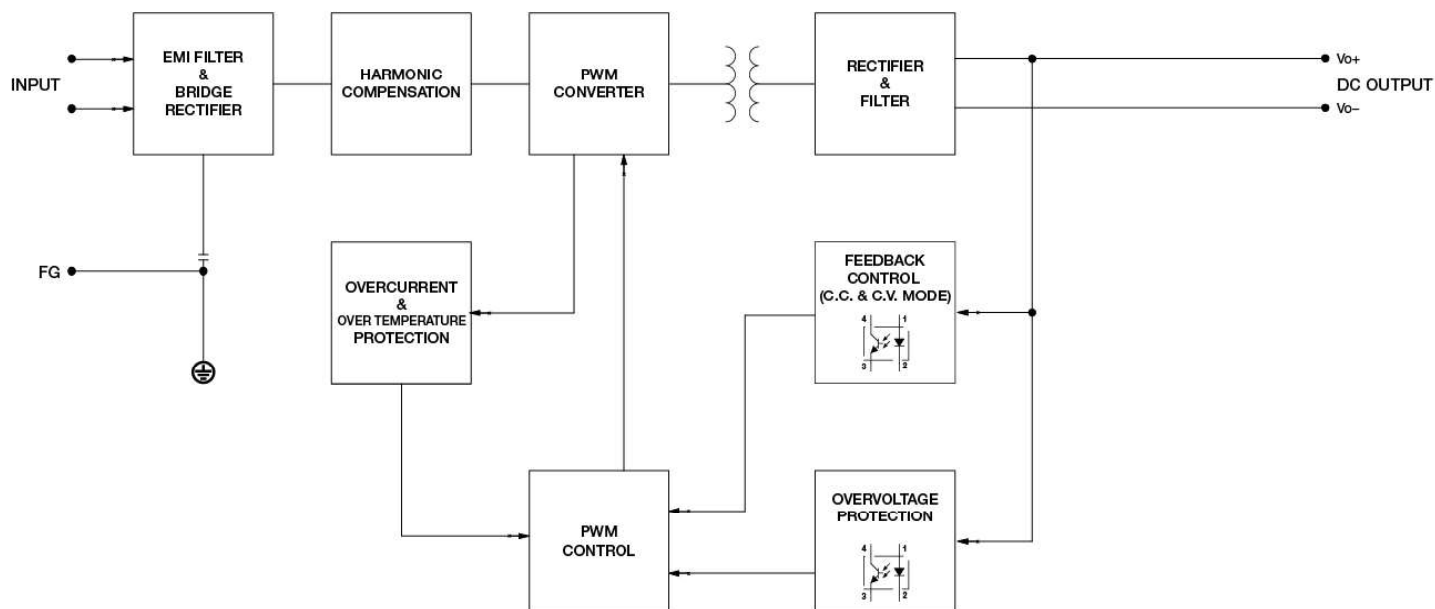 INPUT
EMI FILTER
&
BRIDGE
RECTIFIER
HARMONIC
COMPENSATION
PWM
CONVERTER
RECTIFIER
&
FILTER
Vo+
DC OUTPUT
Vo–
FG
OVERCURRENT
&
OVER TEMPERATURE
PROTECTION
FEEDBACK
CONTROL
(C.C. & C.V. MODE)
4 1
3 2
PWM
CONTROL
OVERVOLTAGE
PROTECTION
4 1
3 2